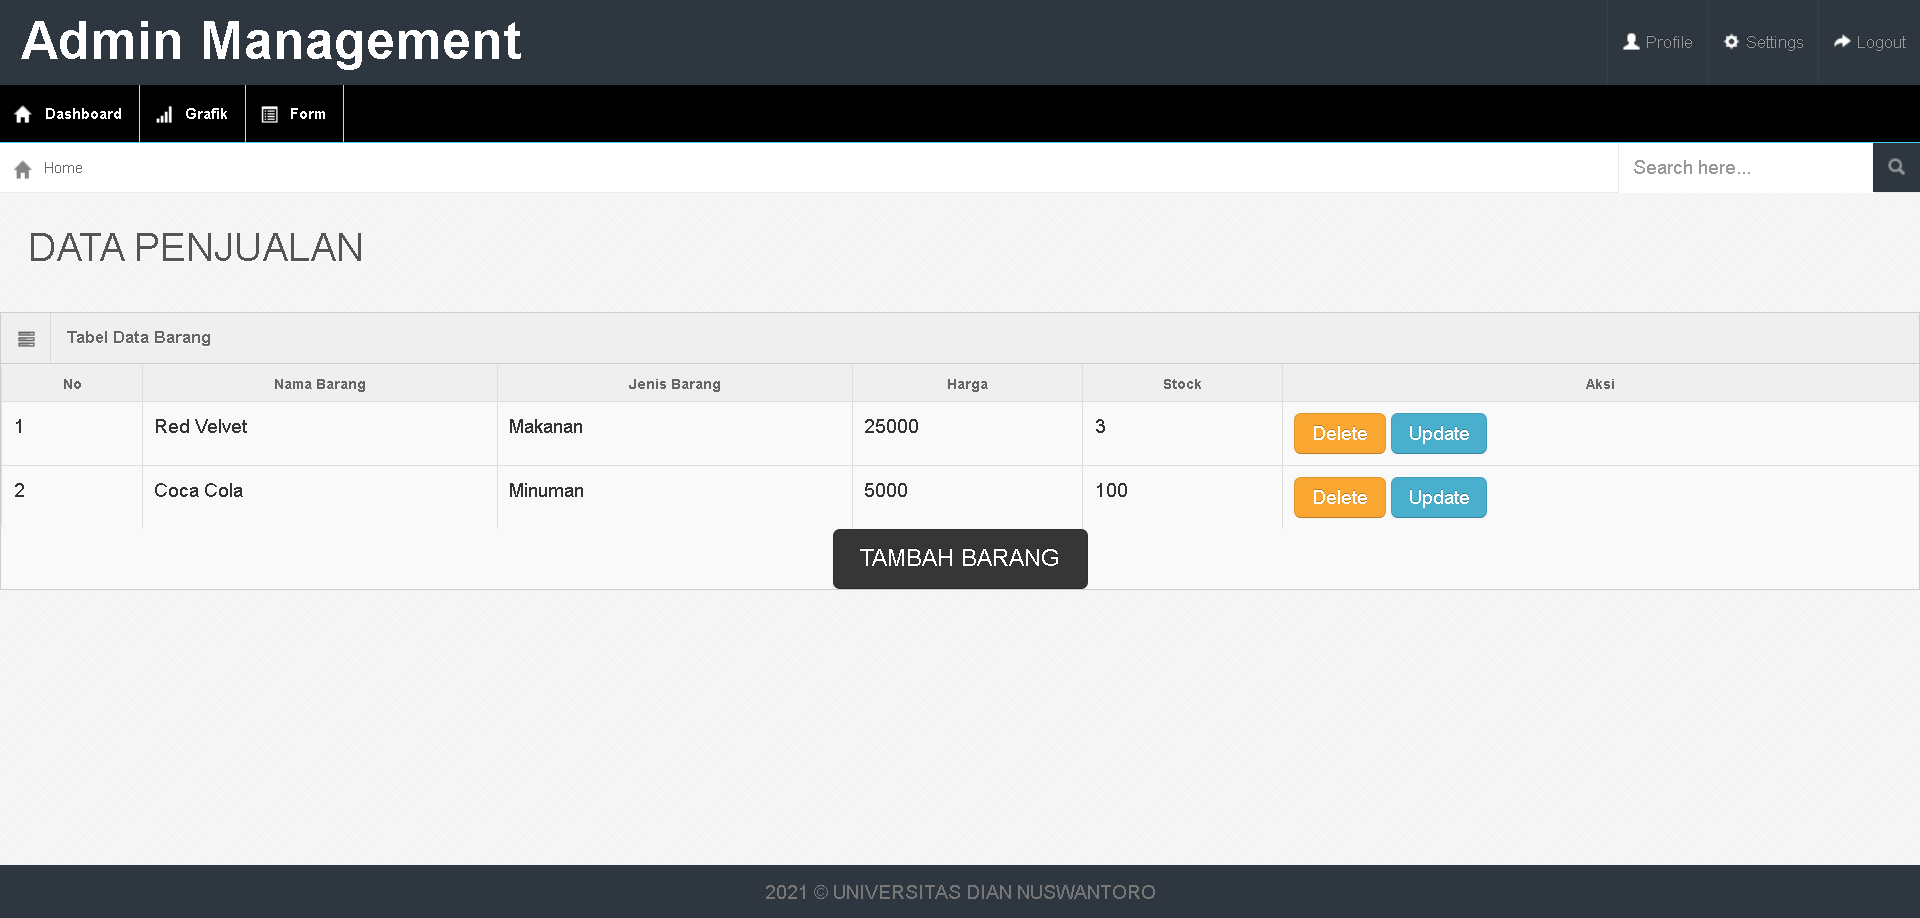 Admin Management
Profile
Settings
Logout
Dashboard
Grafik
Form
Home
Search here...
DATA PENJUALAN
Tabel Data Barang
No Nama Barang Jenis Barang Harga Stock Aksi
1 Red Velvet Makanan 25000 3 Delete Update
2 Coca Cola Minuman 5000 100 Delete Update
TAMBAH BARANG
2021 © UNIVERSITAS DIAN NUSWANTORO